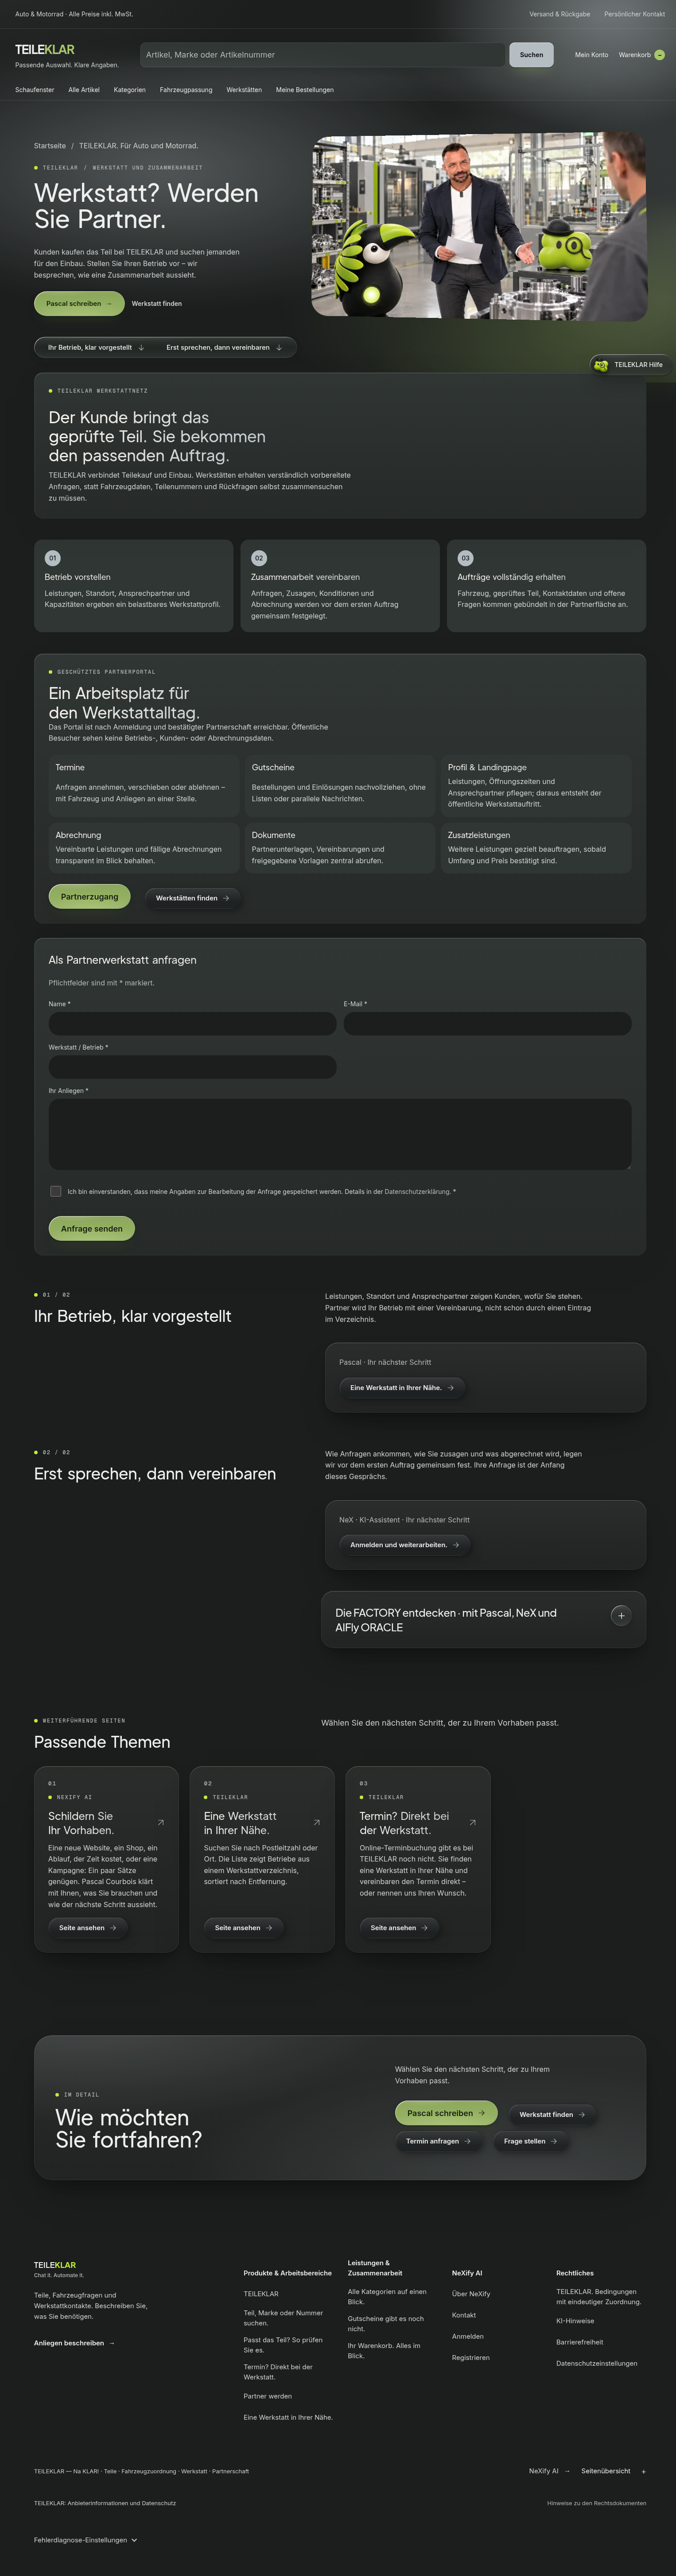 Auto & Motorrad · Alle Preise inkl. MwSt.
Versand & Rückgabe
Persönlicher Kontakt
TEILEKLAR
Passende Auswahl. Klare Angaben.
Artikel, Marke oder Artikelnummer
Suchen
Mein Konto
Warenkorb
Schaufenster
Alle Artikel
Kategorien
Fahrzeugpassung
Werkstätten
Meine Bestellungen
Startseite / TEILEKLAR. Für Auto und Motorrad.
TEILEKLAR / WERKSTATT UND ZUSAMMENARBEIT
Werkstatt? Werden
Sie Partner.
Kunden kaufen das Teil bei TEILEKLAR und suchen jemanden
für den Einbau. Stellen Sie Ihren Betrieb vor – wir
besprechen, wie eine Zusammenarbeit aussieht.
Pascal schreiben →
Werkstatt finden
Ihr Betrieb, klar vorgestellt ↓
Erst sprechen, dann vereinbaren ↓
TEILEKLAR Hilfe
TEILEKLAR WERKSTATTNETZ
Der Kunde bringt das
geprüfte Teil. Sie bekommen
den passenden Auftrag.
TEILEKLAR verbindet Teilekauf und Einbau. Werkstätten erhalten verständlich vorbereitete
Anfragen, statt Fahrzeugdaten, Teilenummern und Rückfragen selbst zusammensuchen
zu müssen.
01
Betrieb vorstellen
Leistungen, Standort, Ansprechpartner und
Kapazitäten ergeben ein belastbares Werkstattprofil.
02
Zusammenarbeit vereinbaren
Anfragen, Zusagen, Konditionen und
Abrechnung werden vor dem ersten Auftrag
gemeinsam festgelegt.
03
Aufträge vollständig erhalten
Fahrzeug, geprüftes Teil, Kontaktdaten und offene
Fragen kommen gebündelt in der Partnerfläche an.
GESCHÜTZTES PARTNERPORTAL
Ein Arbeitsplatz für
den Werkstattalltag.
Das Portal ist nach Anmeldung und bestätigter Partnerschaft erreichbar. Öffentliche
Besucher sehen keine Betriebs-, Kunden- oder Abrechnungsdaten.
Termine
Anfragen annehmen, verschieben oder ablehnen –
mit Fahrzeug und Anliegen an einer Stelle.
Gutscheine
Bestellungen und Einlösungen nachvollziehen, ohne
Listen oder parallele Nachrichten.
Profil & Landingpage
Leistungen, Öffnungszeiten und
Ansprechpartner pflegen; daraus entsteht der
öffentliche Werkstattauftritt.
Abrechnung
Vereinbarte Leistungen und fällige Abrechnungen
transparent im Blick behalten.
Dokumente
Partnerunterlagen, Vereinbarungen und
freigegebene Vorlagen zentral abrufen.
Zusatzleistungen
Weitere Leistungen gezielt beauftragen, sobald
Umfang und Preis bestätigt sind.
Partnerzugang
Werkstätten finden →
Als Partnerwerkstatt anfragen
Pflichtfelder sind mit * markiert.
Name *
E-Mail *
Werkstatt / Betrieb *
Ihr Anliegen *
Ich bin einverstanden, dass meine Angaben zur Bearbeitung der Anfrage gespeichert werden. Details in der Datenschutzerklärung. *
Anfrage senden
01 / 02
Ihr Betrieb, klar vorgestellt
Leistungen, Standort und Ansprechpartner zeigen Kunden, wofür Sie stehen.
Partner wird Ihr Betrieb mit einer Vereinbarung, nicht schon durch einen Eintrag
im Verzeichnis.
Pascal · Ihr nächster Schritt
Eine Werkstatt in Ihrer Nähe. →
02 / 02
Erst sprechen, dann vereinbaren
Wie Anfragen ankommen, wie Sie zusagen und was abgerechnet wird, legen
wir vor dem ersten Auftrag gemeinsam fest. Ihre Anfrage ist der Anfang
dieses Gesprächs.
NeX · KI-Assistent · Ihr nächster Schritt
Anmelden und weiterarbeiten. →
Die FACTORY entdecken · mit Pascal, NeX und
AIFly ORACLE
+
WEITERFÜHRENDE SEITEN
Passende Themen
Wählen Sie den nächsten Schritt, der zu Ihrem Vorhaben passt.
01
NEXIFY AI
Schildern Sie
Ihr Vorhaben.
Eine neue Website, ein Shop, ein
Ablauf, der Zeit kostet, oder eine
Kampagne: Ein paar Sätze
genügen. Pascal Courbois klärt
mit Ihnen, was Sie brauchen und
wie der nächste Schritt aussieht.
Seite ansehen →
02
TEILEKLAR
Eine Werkstatt
in Ihrer Nähe.
Suchen Sie nach Postleitzahl oder
Ort. Die Liste zeigt Betriebe aus
einem Werkstattverzeichnis,
sortiert nach Entfernung.
Seite ansehen →
03
TEILEKLAR
Termin? Direkt bei
der Werkstatt.
Online-Terminbuchung gibt es bei
TEILEKLAR noch nicht. Sie finden
eine Werkstatt in Ihrer Nähe und
vereinbaren den Termin direkt –
oder nennen uns Ihren Wunsch.
Seite ansehen →
IM DETAIL
Wie möchten
Sie fortfahren?
Wählen Sie den nächsten Schritt, der zu Ihrem
Vorhaben passt.
Pascal schreiben →
Werkstatt finden →
Termin anfragen →
Frage stellen →
TEILEKLAR
Chat it. Automate it.
Teile, Fahrzeugfragen und
Werkstattkontakte. Beschreiben Sie,
was Sie benötigen.
Anliegen beschreiben →
Produkte & Arbeitsbereiche
TEILEKLAR
Teil, Marke oder Nummer
suchen.
Passt das Teil? So prüfen
Sie es.
Termin? Direkt bei der
Werkstatt.
Partner werden
Eine Werkstatt in Ihrer Nähe.
Leistungen &
Zusammenarbeit
Alle Kategorien auf einen
Blick.
Gutscheine gibt es noch
nicht.
Ihr Warenkorb. Alles im
Blick.
NeXify AI
Über NeXify
Kontakt
Anmelden
Registrieren
Rechtliches
TEILEKLAR. Bedingungen
mit eindeutiger Zuordnung.
KI-Hinweise
Barrierefreiheit
Datenschutzeinstellungen
TEILEKLAR — Na KLAR! · Teile · Fahrzeugzuordnung · Werkstatt · Partnerschaft
NeXify AI →
Seitenübersicht +
TEILEKLAR: Anbieterinformationen und Datenschutz
Hinweise zu den Rechtsdokumenten
Fehlerdiagnose-Einstellungen